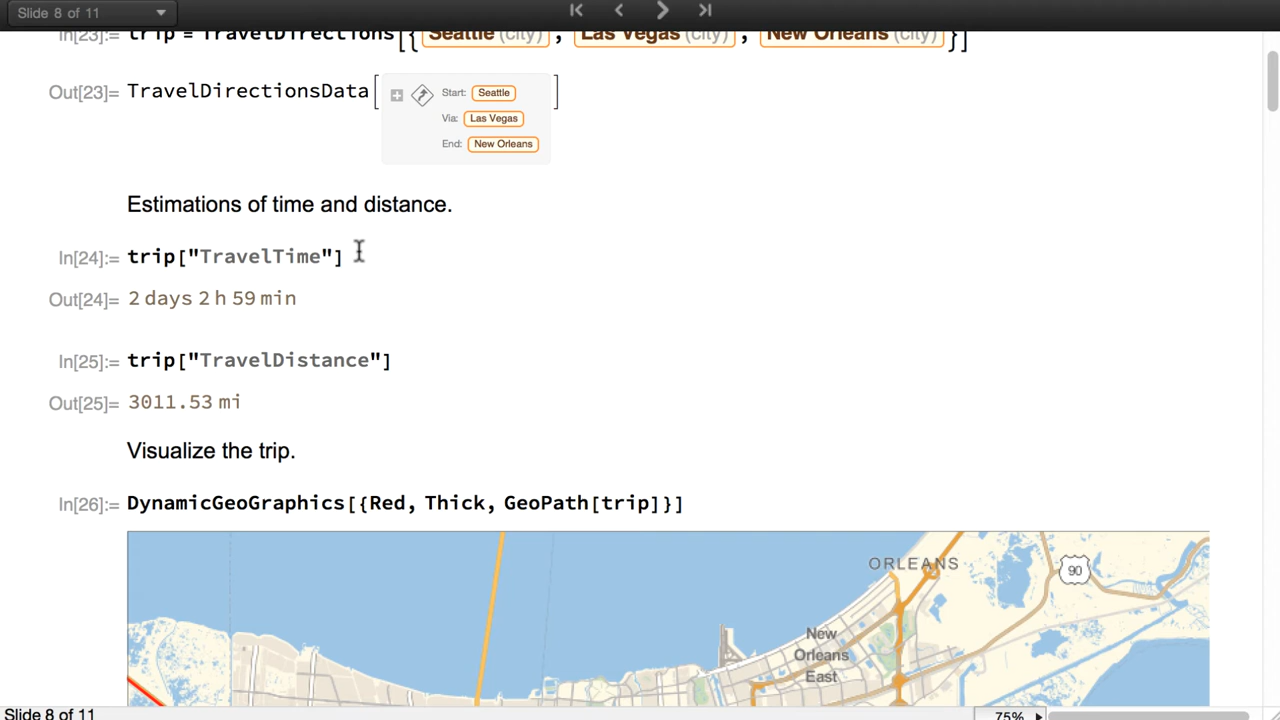 Slide 8 of 11
In[23]:= trip = TravelDirections[{ Seattle (city) , Las Vegas (city) , New Orleans (city) }]
Out[23]= TravelDirectionsData[
Start: Seattle
Via: Las Vegas
End: New Orleans
]
Estimations of time and distance.
In[24]:= trip["TravelTime"]
Out[24]= 2 days 2 h 59 min
In[25]:= trip["TravelDistance"]
Out[25]= 3011.53 mi
Visualize the trip.
In[26]:= DynamicGeoGraphics[{Red, Thick, GeoPath[trip]}]
ORLEANS
90
New
Orleans
East
Slide 8 of 11
75%